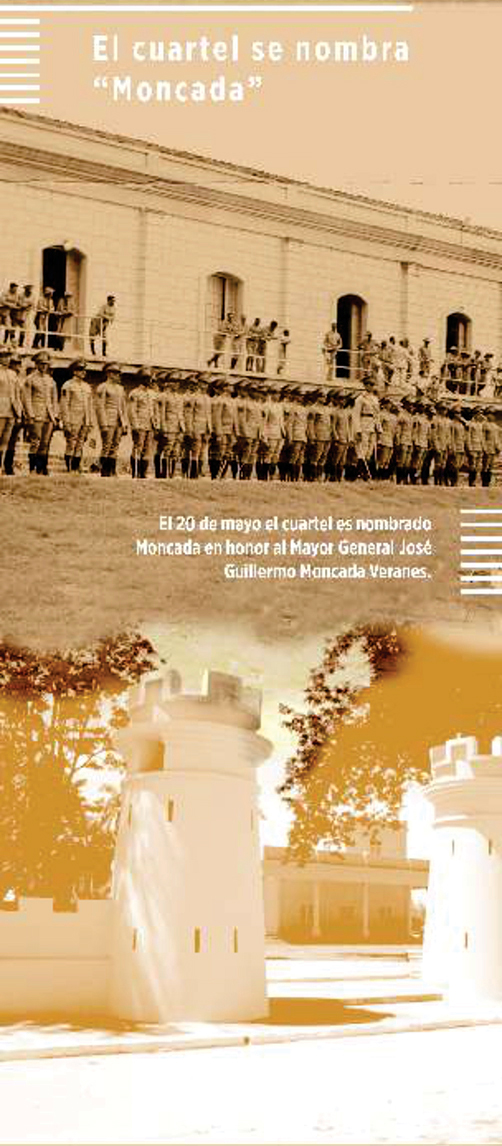 El cuartel se nombra
“Moncada”
El 20 de mayo el cuartel es nombrado
Moncada en honor al Mayor General José
Guillermo Moncada Veranes.